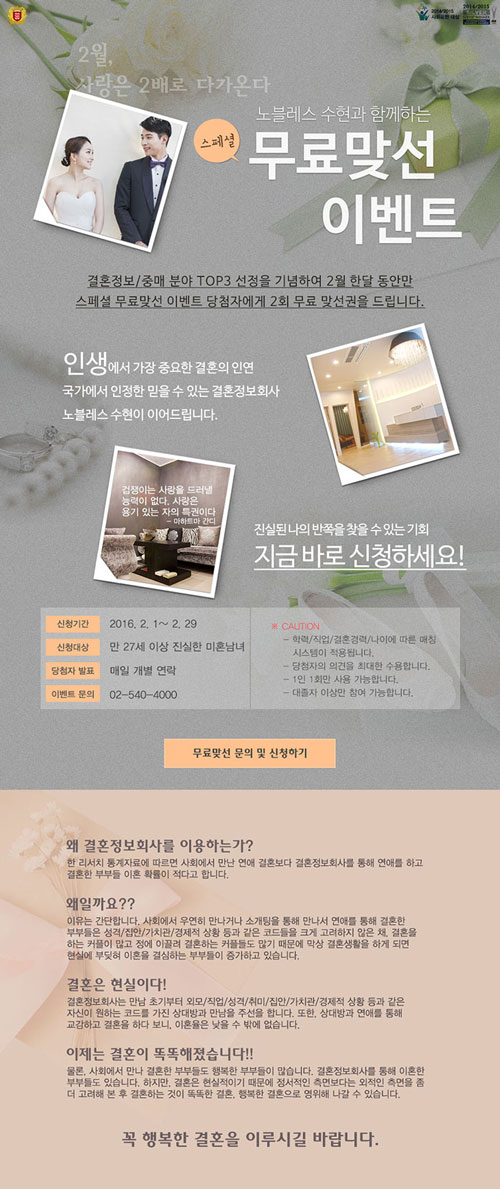 2월,
사랑은 2배로 다가온다
노블레스 수현과 함께하는
스페셜
무료맞선
이벤트
결혼정보/중매 분야 TOP3 선정을 기념하여 2월 한달 동안만
스페셜 무료맞선 이벤트 당첨자에게 2회 무료 맞선권을 드립니다.
인생에서 가장 중요한 결혼의 인연
국가에서 인정한 믿을 수 있는 결혼정보회사
노블레스 수현이 이어드립니다.
겁쟁이는 사랑을 드러낼
능력이 없다. 사랑은
용기 있는 자의 특권이다
- 마하트마 간디
진실된 나의 반쪽을 찾을 수 있는 기회
지금 바로 신청하세요!
신청기간 2016. 2. 1~ 2. 29
신청대상 만 27세 이상 진실한 미혼남녀
당첨자 발표 매일 개별 연락
이벤트 문의 02-540-4000
※ CAUTION
- 학력/직업/결혼경력/나이에 따른 매칭
시스템이 적용됩니다.
- 당첨자의 의견을 최대한 수용합니다.
- 1인 1회만 사용 가능합니다.
- 대졸자 이상만 참여 가능합니다.
무료맞선 문의 및 신청하기
왜 결혼정보회사를 이용하는가?
한 리서치 통계자료에 따르면 사회에서 만난 연애 결혼보다 결혼정보회사를 통해 연애를 하고
결혼한 부부들 이혼 확률이 적다고 합니다.
왜일까요??
이유는 간단합니다. 사회에서 우연히 만나거나 소개팅을 통해 만나서 연애를 통해 결혼한
부부들은 성격/집안/가치관/경제적 상황 등과 같은 코드들을 크게 고려하지 않은 채, 결혼을
하는 커플이 많고 정에 이끌려 결혼하는 커플들도 많기 때문에 막상 결혼생활을 하게 되면
현실에 부딪혀 이혼을 결심하는 부부들이 증가하고 있습니다.
결혼은 현실이다!
결혼정보회사는 만남 초기부터 외모/직업/성격/취미/집안/가치관/경제적 상황 등과 같은
자신이 원하는 코드를 가진 상대방과 만남을 주선을 합니다. 또한, 상대방과 연애를 통해
교감하고 결혼을 하다 보니, 이혼율은 낮을 수 밖에 없습니다.
이제는 결혼이 똑똑해졌습니다!!
물론, 사회에서 만나 결혼한 부부들도 행복한 부부들이 많습니다. 결혼정보회사를 통해 이혼한
부부들도 있습니다. 하지만, 결혼은 현실적이기 때문에 정서적인 측면보다는 외적인 측면을 좀
더 고려해 본 후 결혼하는 것이 똑똑한 결혼, 행복한 결혼으로 영위해 나갈 수 있습니다.
꼭 행복한 결혼을 이루시길 바랍니다.